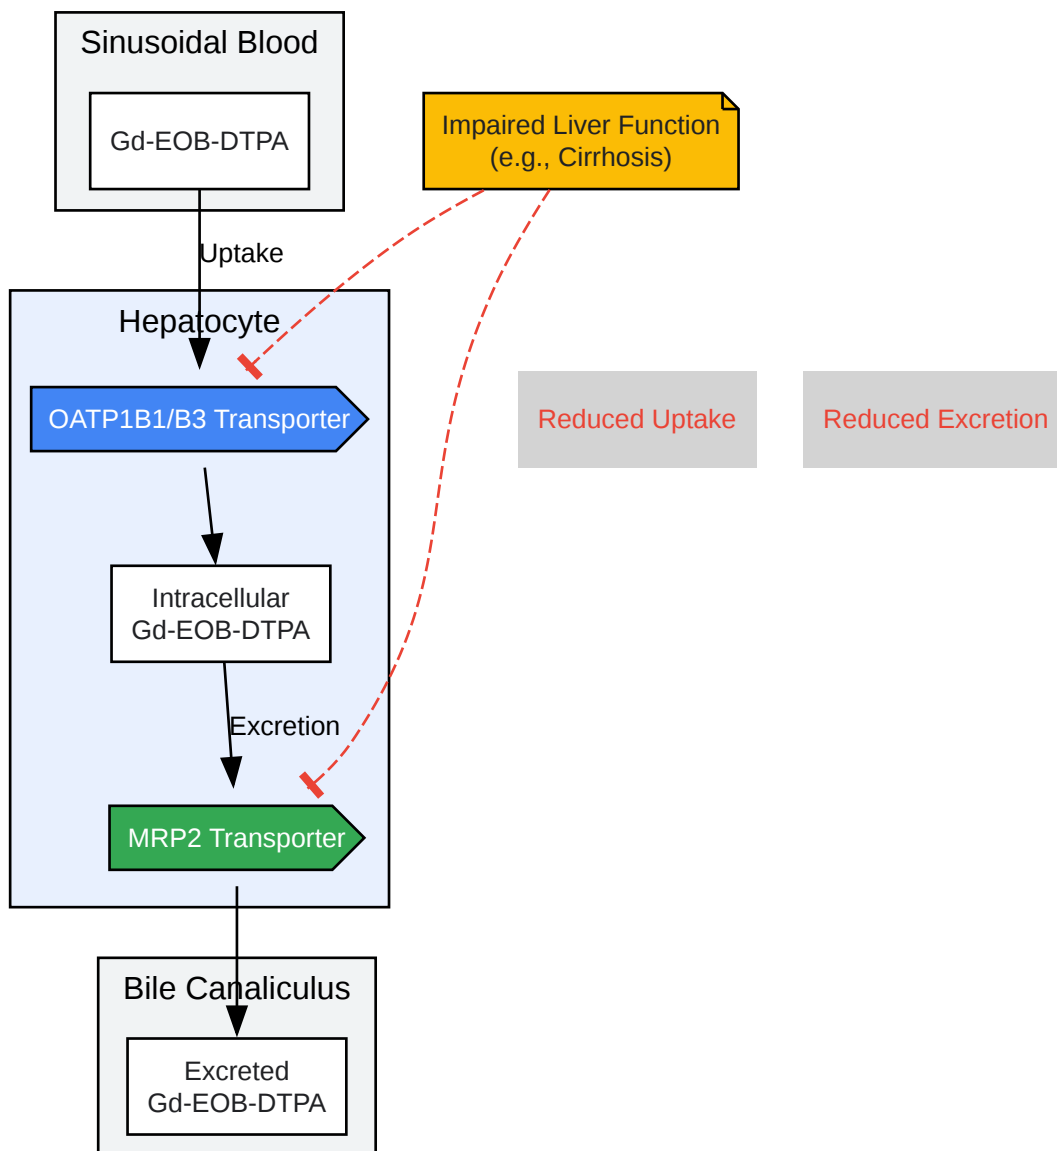 Sinusoidal Blood
Gd-EOB-DTPA
Impaired Liver Function
(e.g., Cirrhosis)
Uptake
Hepatocyte
OATP1B1/B3 Transporter
Reduced Uptake
Reduced Excretion
Intracellular
Gd-EOB-DTPA
Excretion
MRP2 Transporter
Bile Canaliculus
Excreted
Gd-EOB-DTPA